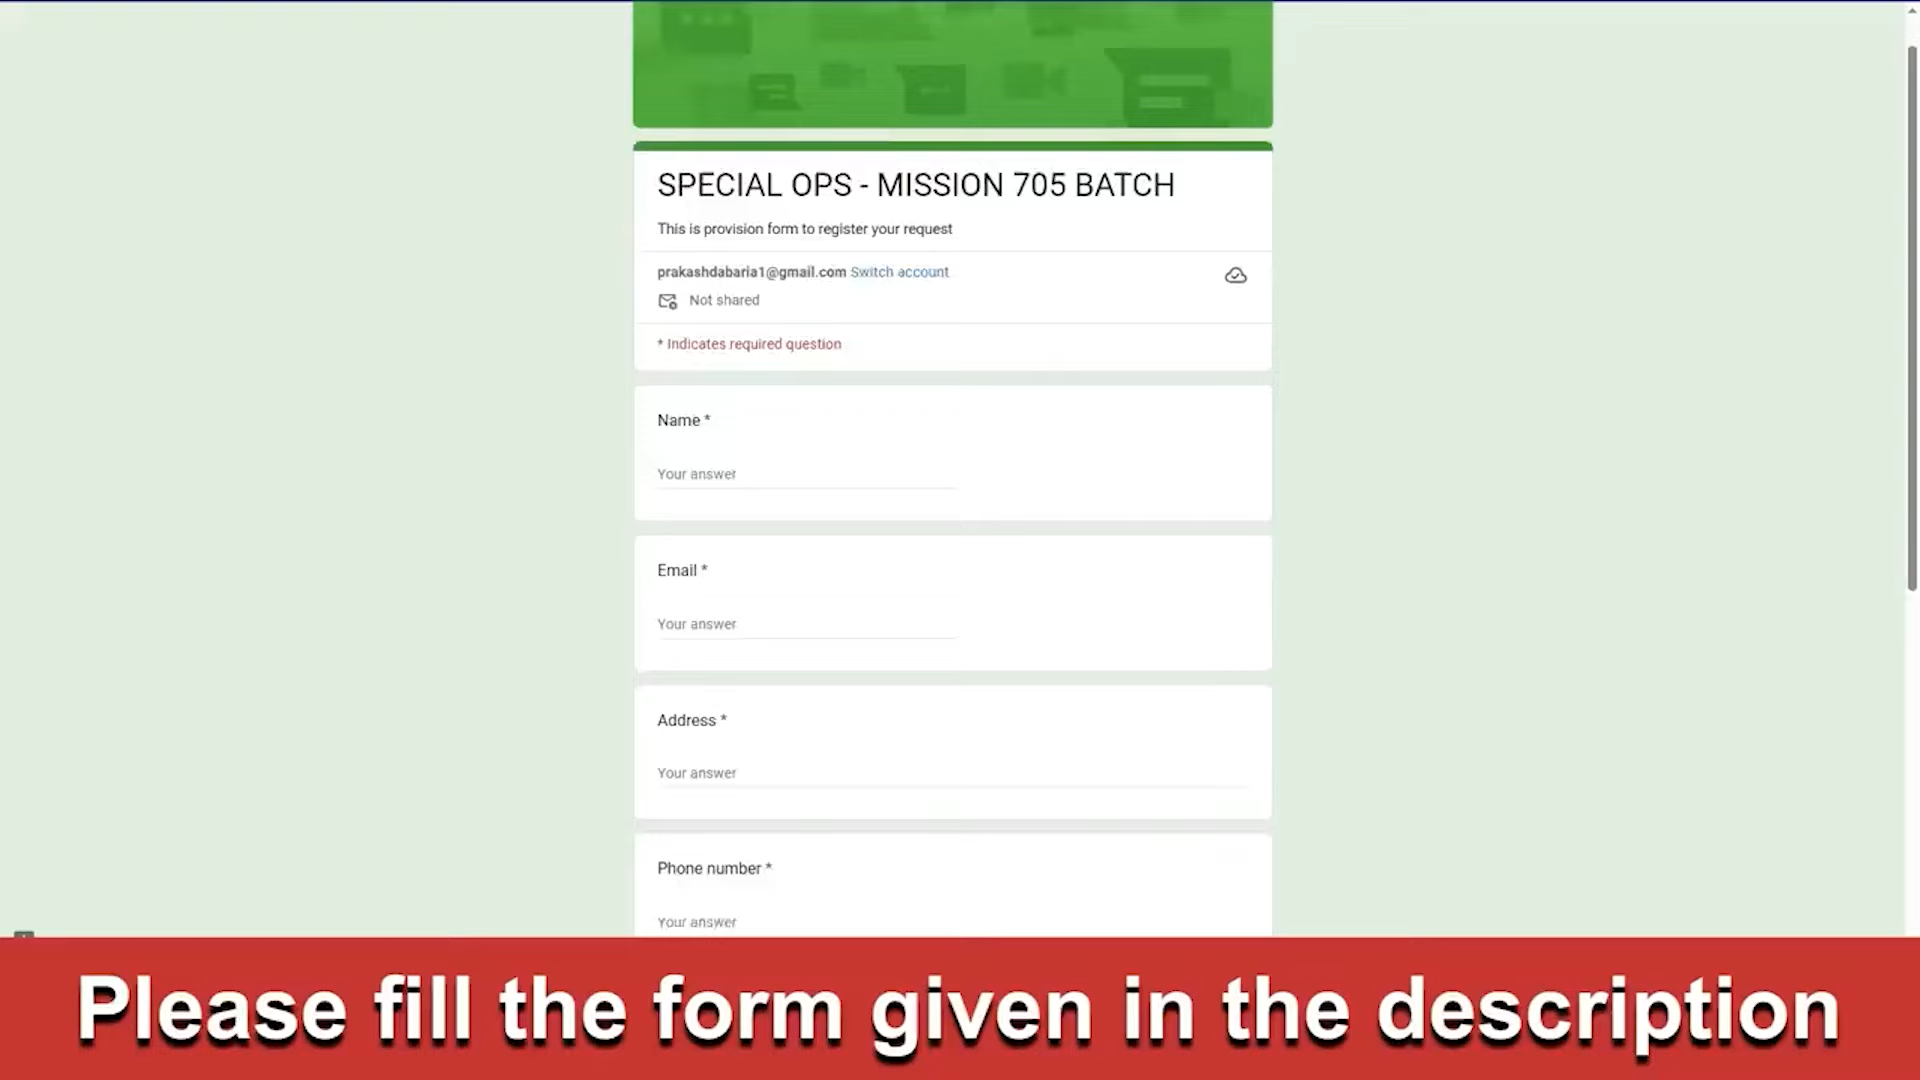 SPECIAL OPS - MISSION 705 BATCH
This is provision form to register your request
prakashdabaria1@gmail.com Switch account
Not shared
* Indicates required question
Name *
Your answer
Email *
Your answer
Address *
Your answer
Phone number *
Your answer
Please fill the form given in the description